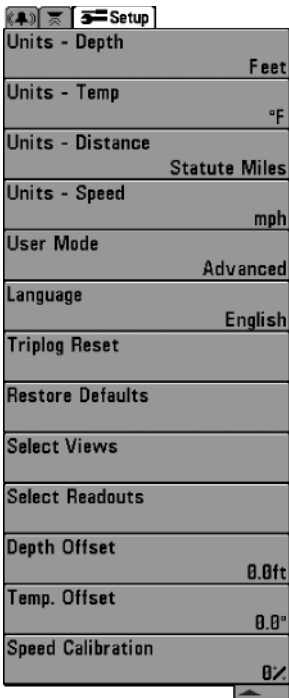 Setup
Units - Depth
Feet
Units - Temp
°F
Units - Distance
Statute Miles
Units - Speed
mph
User Mode
Advanced
Language
English
Triplog Reset
Restore Defaults
Select Views
Select Readouts
Depth Offset
0.0ft
Temp. Offset
0.0°
Speed Calibration
0%